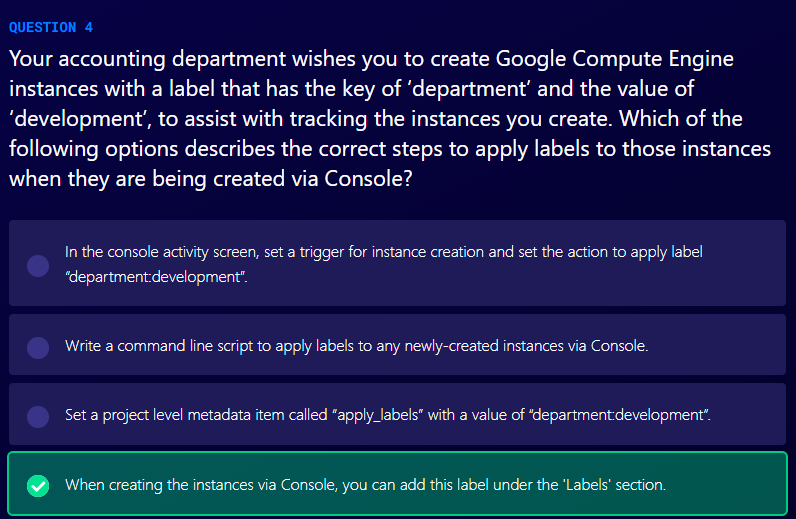 QUESTION 4
Your accounting department wishes you to create Google Compute Engine
instances with a label that has the key of ‘department’ and the value of
‘development’, to assist with tracking the instances you create. Which of the
following options describes the correct steps to apply labels to those instances
when they are being created via Console?
In the console activity screen, set a trigger for instance creation and set the action to apply label
“department:development”.
Write a command line script to apply labels to any newly-created instances via Console.
Set a project level metadata item called “apply_labels” with a value of “department:development”.
When creating the instances via Console, you can add this label under the 'Labels' section.